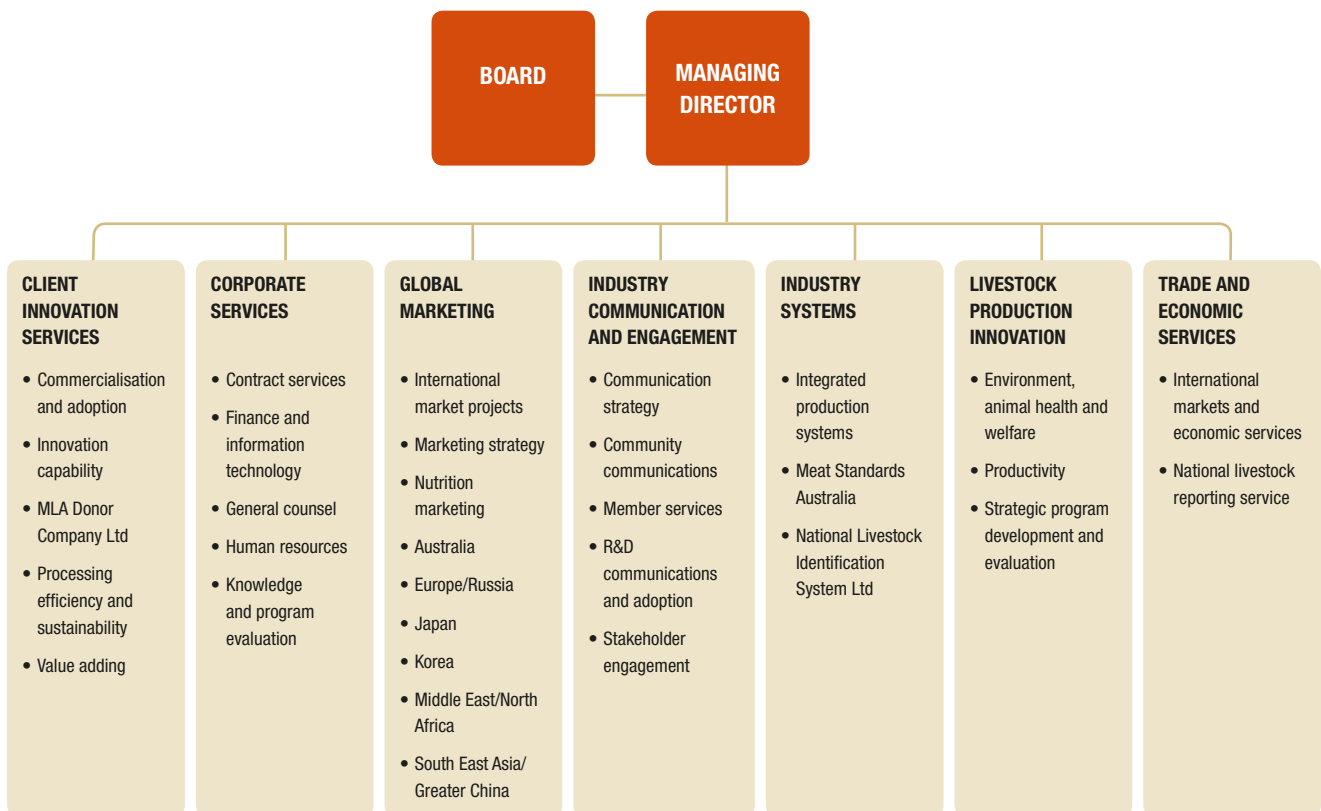 BOARD
MANAGING
DIRECTOR
CLIENT
INNOVATION
SERVICES
• Commercialisation
and adoption
• Innovation
capability
• MLA Donor
Company Ltd
• Processing
efficiency and
sustainability
• Value adding
CORPORATE
SERVICES
• Contract services
• Finance and
information
technology
• General counsel
• Human resources
• Knowledge
and program
evaluation
GLOBAL
MARKETING
• International
market projects
• Marketing strategy
• Nutrition
marketing
• Australia
• Europe/Russia
• Japan
• Korea
• Middle East/North
Africa
• South East Asia/
Greater China
INDUSTRY
COMMUNICATION
AND ENGAGEMENT
• Communication
strategy
• Community
communications
• Member services
• R&D
communications
and adoption
• Stakeholder
engagement
INDUSTRY
SYSTEMS
• Integrated
production
systems
• Meat Standards
Australia
• National Livestock
Identification
System Ltd
LIVESTOCK
PRODUCTION
INNOVATION
• Environment,
animal health and
welfare
• Productivity
• Strategic program
development and
evaluation
TRADE AND
ECONOMIC
SERVICES
• International
markets and
economic services
• National livestock
reporting service